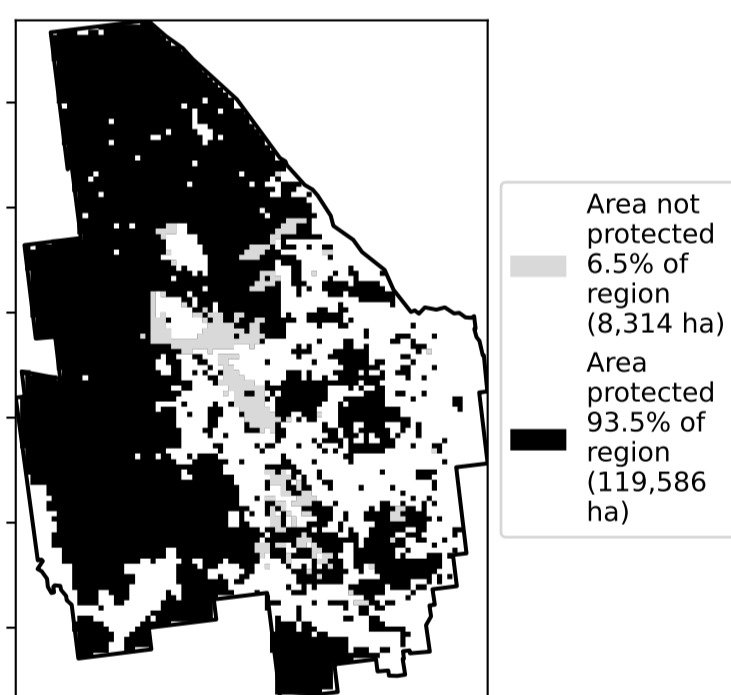 Area not
protected
6.5% of
region
(8,314 ha)
Area
protected
93.5% of
region
(119,586
ha)